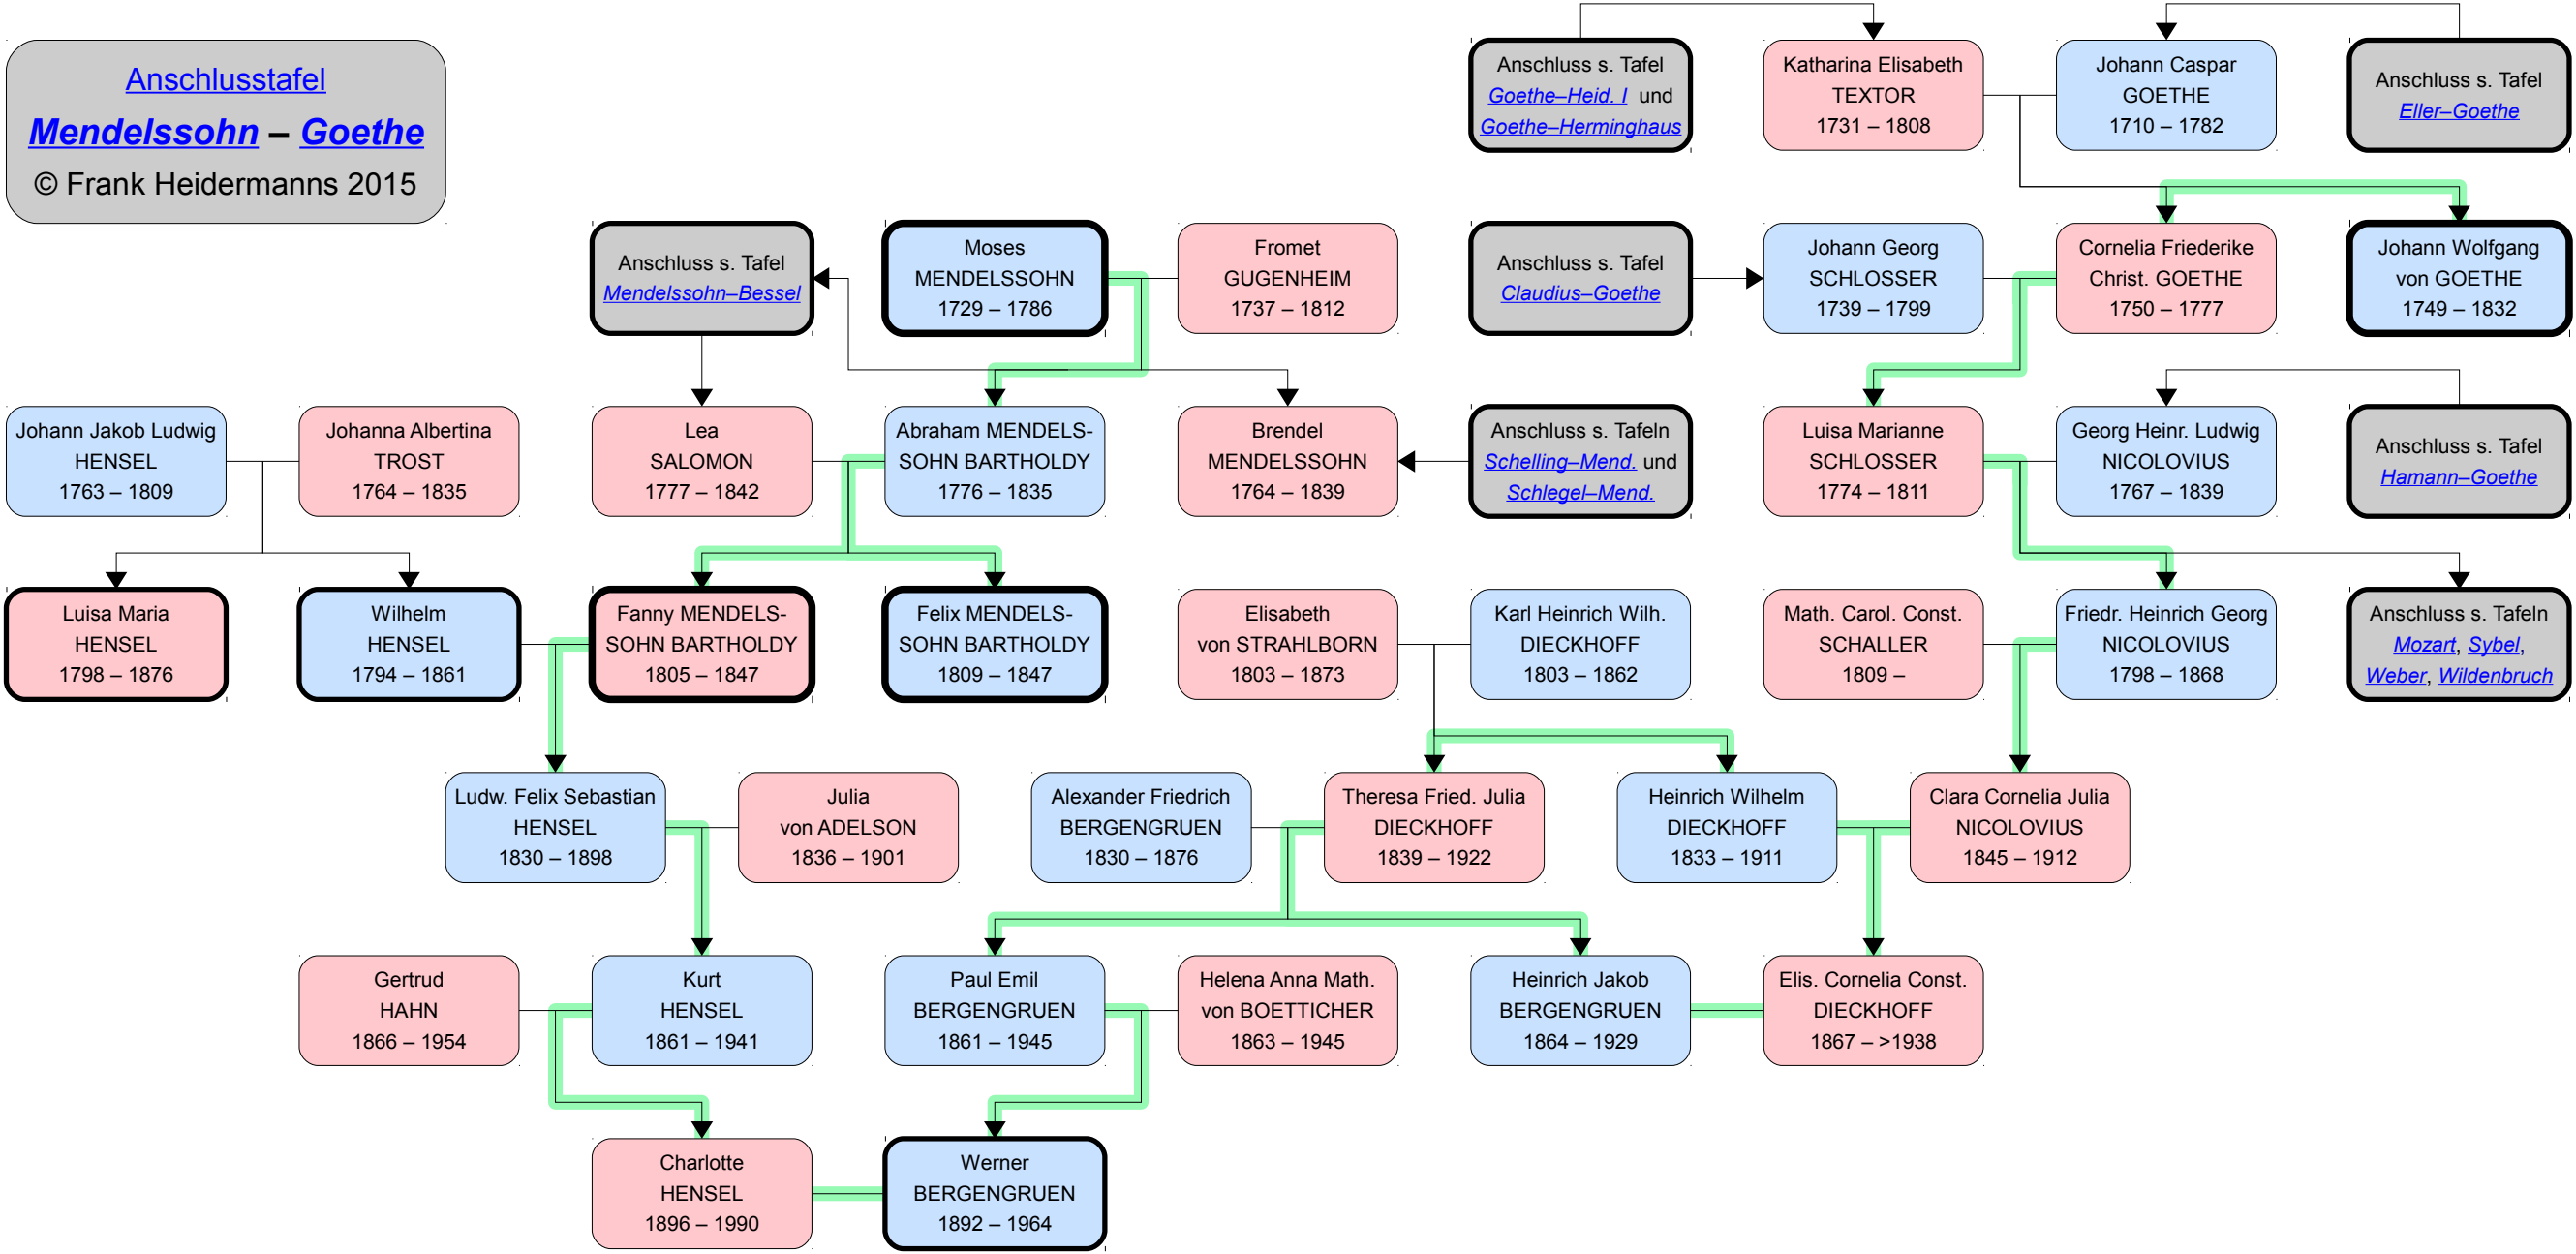 Anschlusstafel
Mendelssohn – Goethe
© Frank Heidermanns 2015
Anschluss s. Tafel
Goethe–Heid. I und
Goethe–Herminghaus
Katharina Elisabeth
TEXTOR
1731 – 1808
Johann Caspar
GOETHE
1710 – 1782
Anschluss s. Tafel
Eller–Goethe
Anschluss s. Tafel
Mendelssohn–Bessel
Moses
MENDELSSOHN
1729 – 1786
Fromet
GUGENHEIM
1737 – 1812
Anschluss s. Tafel
Claudius–Goethe
Johann Georg
SCHLOSSER
1739 – 1799
Cornelia Friederike
Christ. GOETHE
1750 – 1777
Johann Wolfgang
von GOETHE
1749 – 1832
Johann Jakob Ludwig
HENSEL
1763 – 1809
Johanna Albertina
TROST
1764 – 1835
Lea
SALOMON
1777 – 1842
Abraham MENDELS-
SOHN BARTHOLDY
1776 – 1835
Brendel
MENDELSSOHN
1764 – 1839
Anschluss s. Tafeln
Schelling–Mend. und
Schlegel–Mend.
Luisa Marianne
SCHLOSSER
1774 – 1811
Georg Heinr. Ludwig
NICOLOVIUS
1767 – 1839
Anschluss s. Tafel
Hamann–Goethe
Luisa Maria
HENSEL
1798 – 1876
Wilhelm
HENSEL
1794 – 1861
Fanny MENDELS-
SOHN BARTHOLDY
1805 – 1847
Felix MENDELS-
SOHN BARTHOLDY
1809 – 1847
Elisabeth
von STRAHLBORN
1803 – 1873
Karl Heinrich Wilh.
DIECKHOFF
1803 – 1862
Math. Carol. Const.
SCHALLER
1809 –
Friedr. Heinrich Georg
NICOLOVIUS
1798 – 1868
Anschluss s. Tafeln
Mozart, Sybel,
Weber, Wildenbruch
Ludw. Felix Sebastian
HENSEL
1830 – 1898
Julia
von ADELSON
1836 – 1901
Alexander Friedrich
BERGENGRUEN
1830 – 1876
Theresa Fried. Julia
DIECKHOFF
1839 – 1922
Heinrich Wilhelm
DIECKHOFF
1833 – 1911
Clara Cornelia Julia
NICOLOVIUS
1845 – 1912
Gertrud
HAHN
1866 – 1954
Kurt
HENSEL
1861 – 1941
Paul Emil
BERGENGRUEN
1861 – 1945
Helena Anna Math.
von BOETTICHER
1863 – 1945
Heinrich Jakob
BERGENGRUEN
1864 – 1929
Elis. Cornelia Const.
DIECKHOFF
1867 – >1938
Charlotte
HENSEL
1896 – 1990
Werner
BERGENGRUEN
1892 – 1964